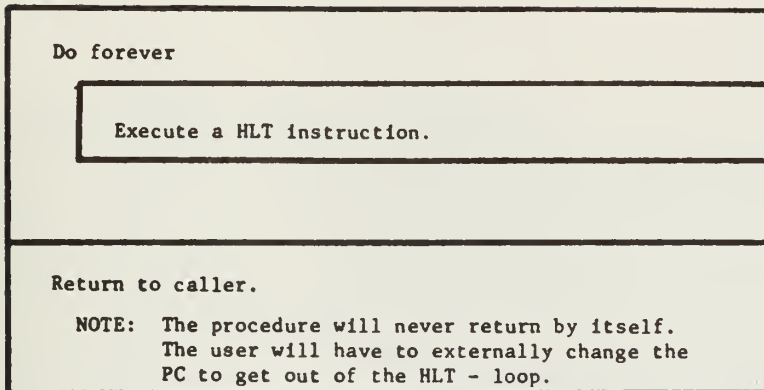 Do forever
Execute a HLT instruction.
Return to caller.
NOTE: The procedure will never return by itself.
The user will have to externally change the
PC to get out of the HLT - loop.